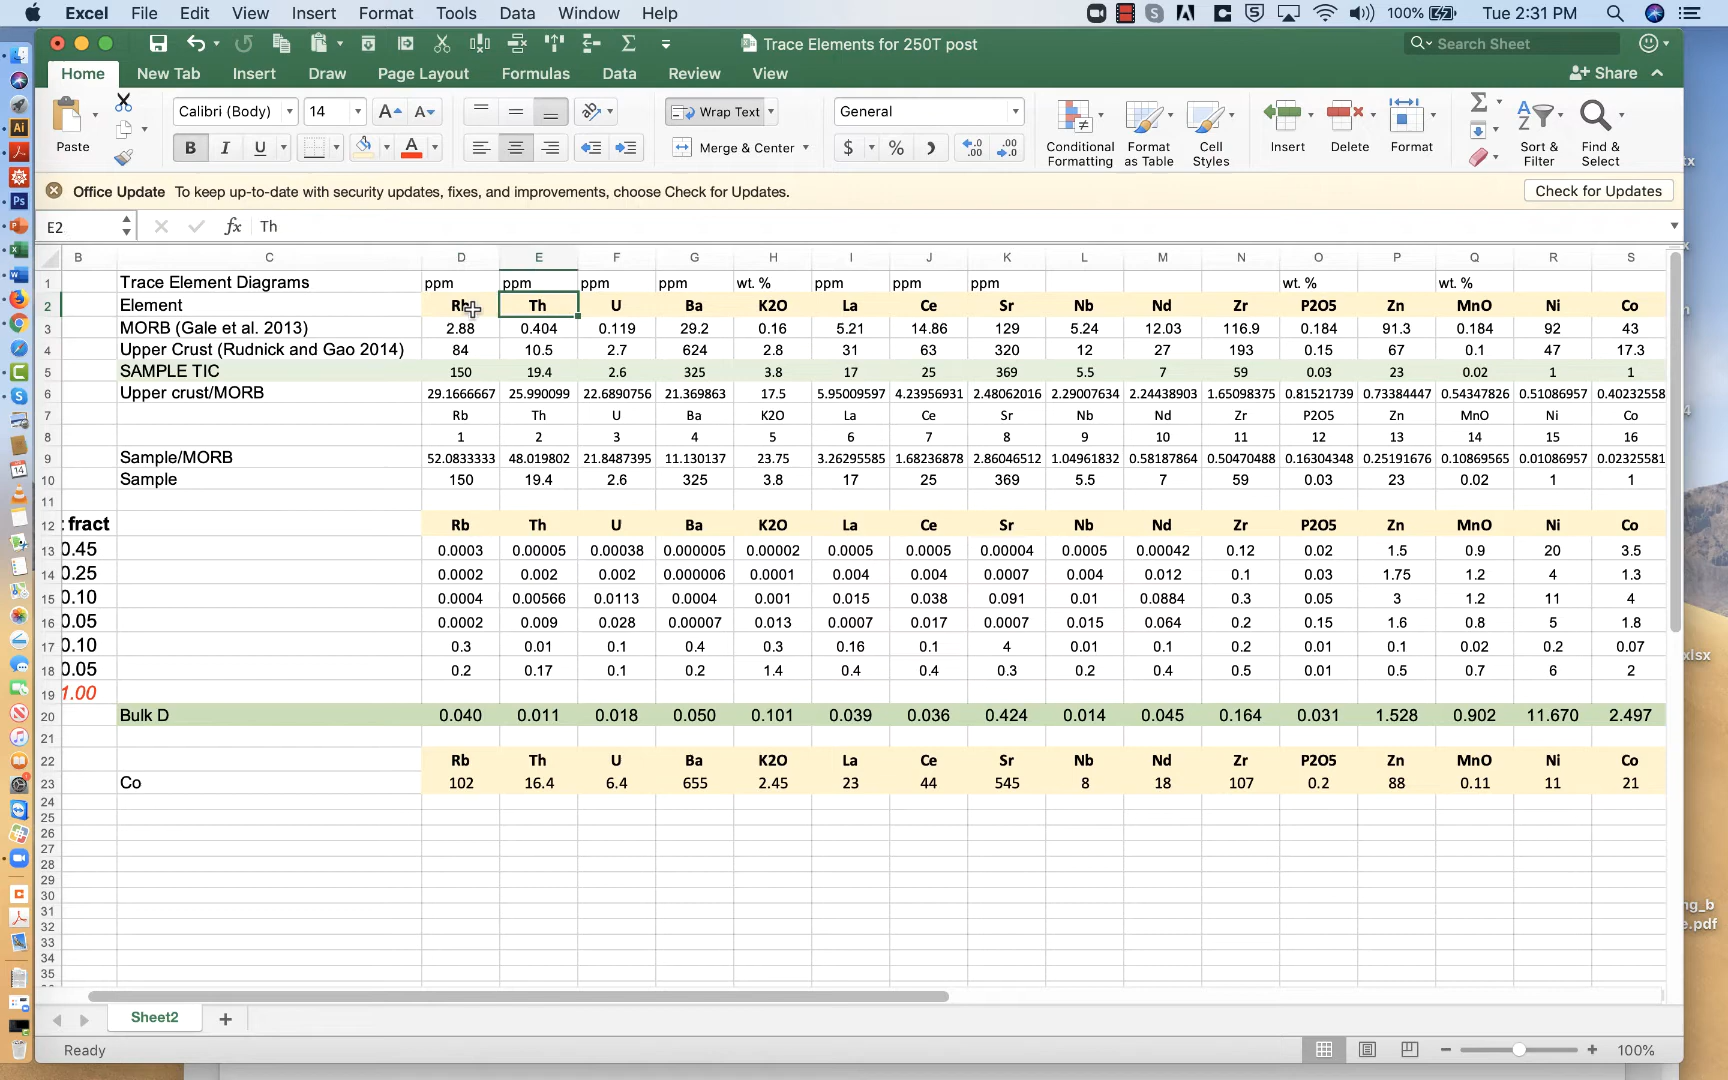 Excel File Edit View Insert Format Tools Data Window Help 100% Tue 2:31 PM
Trace Elements for 250T post
Search Sheet
Home New Tab Insert Draw Page Layout Formulas Data Review View Share
Calibri (Body) 14 Wrap Text General
Paste B I U Merge & Center $ % Conditional Formatting Format as Table Cell Styles Insert Delete Format Sort & Filter Find & Select
Office Update To keep up-to-date with security updates, fixes, and improvements, choose Check for Updates. Check for Updates
E2 fx Th
B C D E F G H I J K L M N O P Q R S
1 Trace Element Diagrams ppm ppm ppm ppm wt. % ppm ppm ppm wt. % wt. %
2 Element Rb Th U Ba K2O La Ce Sr Nb Nd Zr P2O5 Zn MnO Ni Co
3 MORB (Gale et al. 2013) 2.88 0.404 0.119 29.2 0.16 5.21 14.86 129 5.24 12.03 116.9 0.184 91.3 0.184 92 43
4 Upper Crust (Rudnick and Gao 2014) 84 10.5 2.7 624 2.8 31 63 320 12 27 193 0.15 67 0.1 47 17.3
5 SAMPLE TIC 150 19.4 2.6 325 3.8 17 25 369 5.5 7 59 0.03 23 0.02 1 1
6 Upper crust/MORB 29.1666667 25.990099 22.6890756 21.369863 17.5 5.95009597 4.23956931 2.48062016 2.29007634 2.24438903 1.65098375 0.81521739 0.73384447 0.54347826 0.51086957 0.40232558
7 Rb Th U Ba K2O La Ce Sr Nb Nd Zr P2O5 Zn MnO Ni Co
8 1 2 3 4 5 6 7 8 9 10 11 12 13 14 15 16
9 Sample/MORB 52.0833333 48.019802 21.8487395 11.130137 23.75 3.26295585 1.68236878 2.86046512 1.04961832 0.58187864 0.50470488 0.16304348 0.25191676 0.10869565 0.01086957 0.02325581
10 Sample 150 19.4 2.6 325 3.8 17 25 369 5.5 7 59 0.03 23 0.02 1 1
11
12 t fract Rb Th U Ba K2O La Ce Sr Nb Nd Zr P2O5 Zn MnO Ni Co
13 0.45 0.0003 0.00005 0.00038 0.000005 0.00002 0.0005 0.0005 0.00004 0.0005 0.00042 0.12 0.02 1.5 0.9 20 3.5
14 0.25 0.0002 0.002 0.002 0.000006 0.0001 0.004 0.004 0.0007 0.004 0.012 0.1 0.03 1.75 1.2 4 1.3
15 0.10 0.0004 0.00566 0.0113 0.0004 0.001 0.015 0.038 0.091 0.01 0.0884 0.3 0.05 3 1.2 11 4
16 0.05 0.0002 0.009 0.028 0.00007 0.013 0.0007 0.017 0.0007 0.015 0.064 0.2 0.15 1.6 0.8 5 1.8
17 0.10 0.3 0.01 0.1 0.4 0.3 0.16 0.1 4 0.01 0.1 0.2 0.01 0.1 0.02 0.2 0.07
18 0.05 0.2 0.17 0.1 0.2 1.4 0.4 0.4 0.3 0.2 0.4 0.5 0.01 0.5 0.7 6 2
19 1.00
20 Bulk D 0.040 0.011 0.018 0.050 0.101 0.039 0.036 0.424 0.014 0.045 0.164 0.031 1.528 0.902 11.670 2.497
21
22 Rb Th U Ba K2O La Ce Sr Nb Nd Zr P2O5 Zn MnO Ni Co
23 Co 102 16.4 6.4 655 2.45 23 44 545 8 18 107 0.2 88 0.11 11 21
24
25
26
27
28
29
30
31
32
33
34
35
Sheet2
Ready 100%
xlsx
ng_b
e.pdf